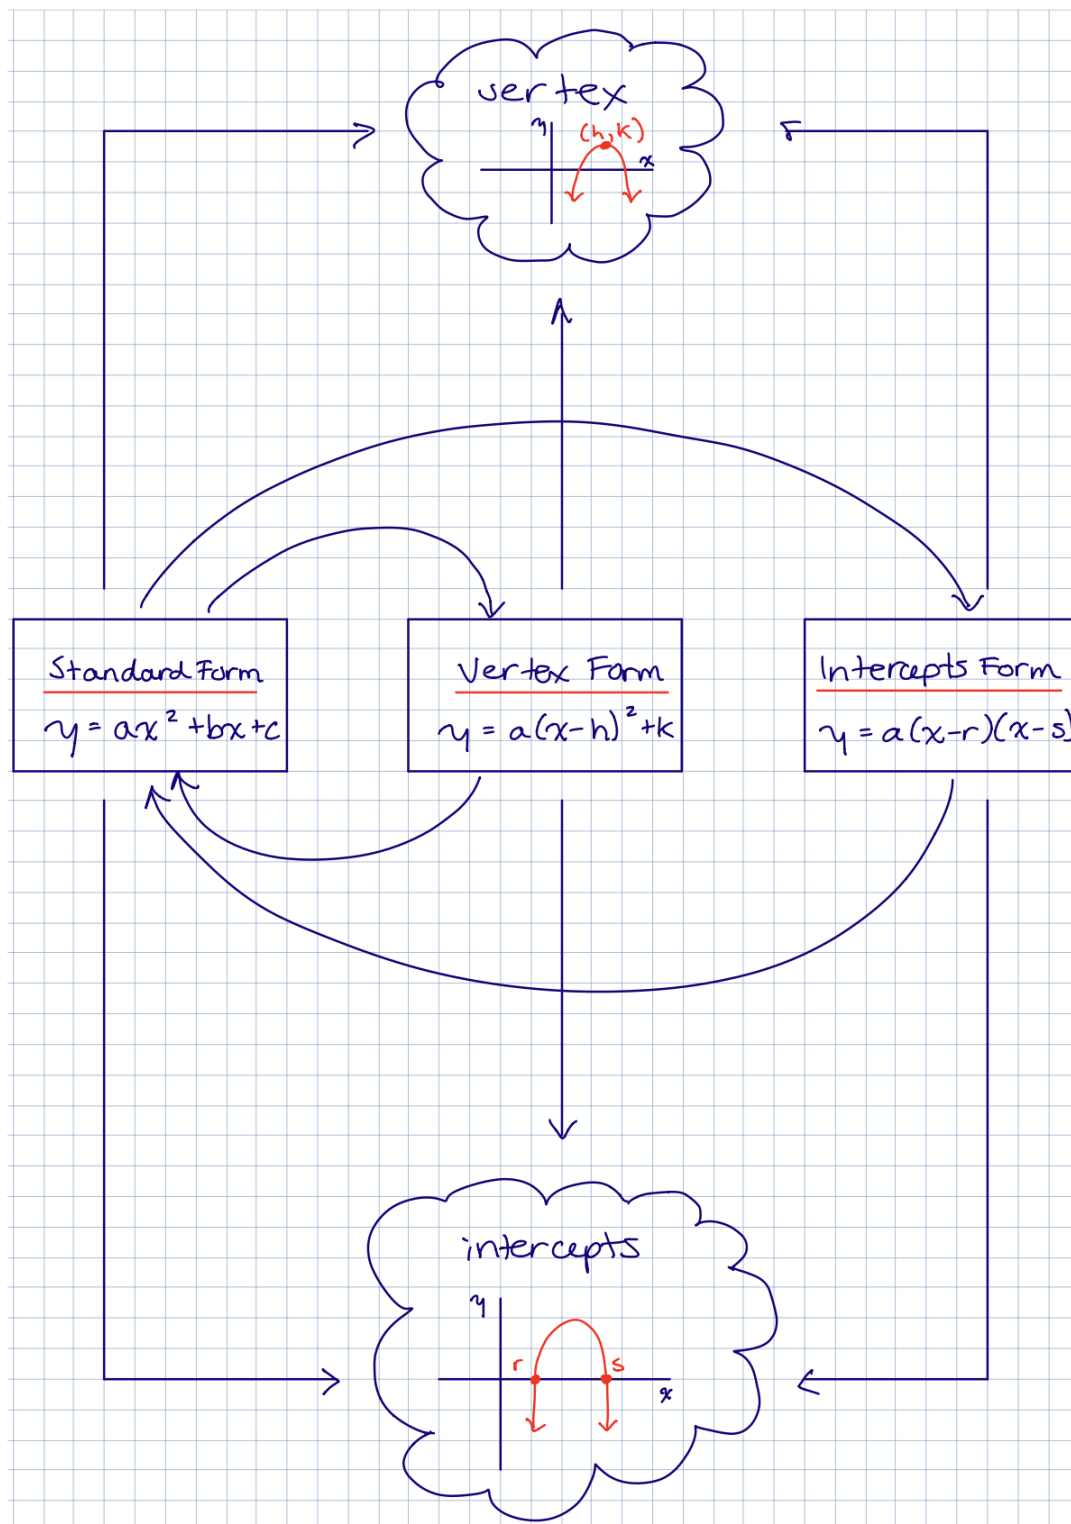 vertex
y
(h,k)
x
Standard Form
y = ax² +bx+c
Vertex Form
y = a(x-h)² +k
Intercepts Form
y = a(x-r)(x-s)
intercepts
y
r
s
x